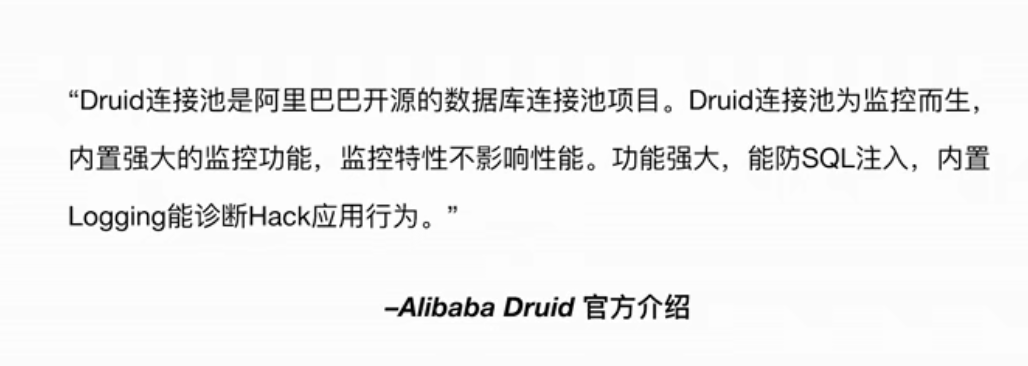 “Druid连接池是阿里巴巴开源的数据库连接池项目。Druid连接池为监控而生，
内置强大的监控功能，监控特性不影响性能。功能强大，能防SQL注入，内置
Logging能诊断Hack应用行为。”
–Alibaba Druid 官方介绍